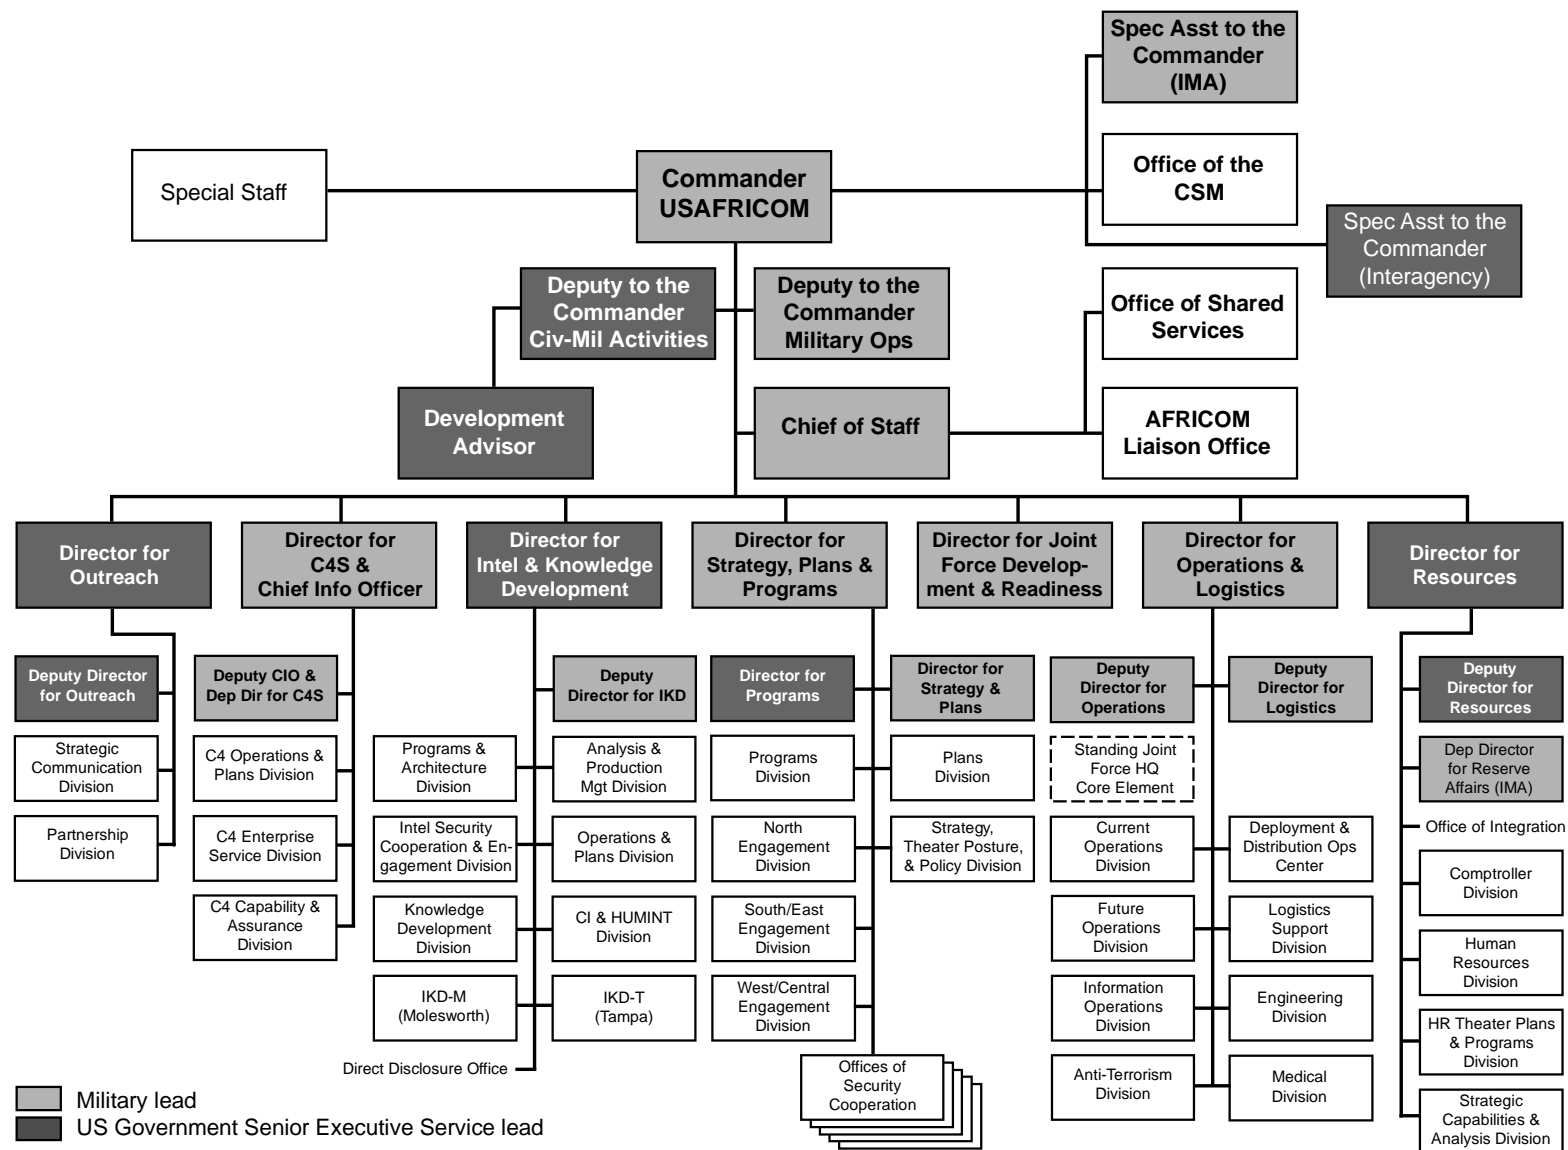 Spec Asst to the
Commander
(IMA)
Special Staff
Commander
USAFRICOM
Office of the
CSM
Spec Asst to the
Commander
(Interagency)
Deputy to the
Commander
Civ-Mil Activities
Deputy to the
Commander
Military Ops
Office of Shared
Services
Development
Advisor
Chief of Staff
AFRICOM
Liaison Office
Director for
Outreach
Director for
C4S &
Chief Info Officer
Director for
Intel & Knowledge
Development
Director for
Strategy, Plans &
Programs
Director for Joint
Force Develop-
ment & Readiness
Director for
Operations &
Logistics
Director for
Resources
Deputy Director
for Outreach
Strategic
Communication
Division
Partnership
Division
Deputy CIO &
Dep Dir for C4S
C4 Operations &
Plans Division
C4 Enterprise
Service Division
C4 Capability &
Assurance
Division
Deputy
Director for IKD
Programs &
Architecture
Division
Analysis &
Production
Mgt Division
Intel Security
Cooperation & En-
gagement Division
Operations &
Plans Division
Knowledge
Development
Division
CI & HUMINT
Division
IKD-M
(Molesworth)
IKD-T
(Tampa)
Direct Disclosure Office
Director for
Programs
Director for
Strategy &
Plans
Programs
Division
Plans
Division
North
Engagement
Division
Strategy,
Theater Posture,
& Policy Division
South/East
Engagement
Division
West/Central
Engagement
Division
Offices of
Security
Cooperation
Deputy
Director for
Operations
Deputy
Director for
Logistics
Standing Joint
Force HQ
Core Element
Current
Operations
Division
Deployment &
Distribution Ops
Center
Future
Operations
Division
Logistics
Support
Division
Information
Operations
Division
Engineering
Division
Anti-Terrorism
Division
Medical
Division
Deputy
Director for
Resources
Dep Director
for Reserve
Affairs (IMA)
Office of Integration
Comptroller
Division
Human
Resources
Division
HR Theater Plans
& Programs
Division
Strategic
Capabilities &
Analysis Division
Military lead
US Government Senior Executive Service lead